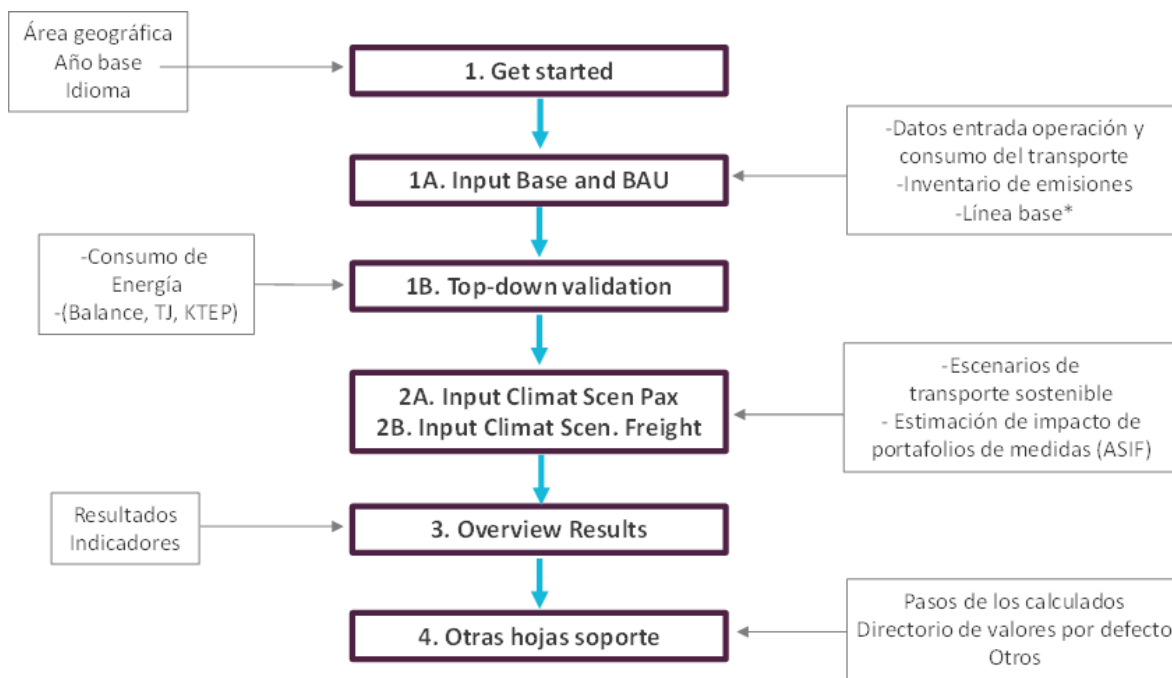 Área geográfica
Año base
Idioma
1. Get started
1A. Input Base and BAU
-Datos entrada operación y
consumo del transporte
-Inventario de emisiones
-Línea base*
-Consumo de
Energía
-(Balance, TJ, KTEP)
1B. Top-down validation
2A. Input Climat Scen Pax
2B. Input Climat Scen. Freight
-Escenarios de
transporte sostenible
- Estimación de impacto de
portafolios de medidas (ASIF)
Resultados
Indicadores
3. Overview Results
4. Otras hojas soporte
Pasos de los calculados
Directorio de valores por defecto
Otros